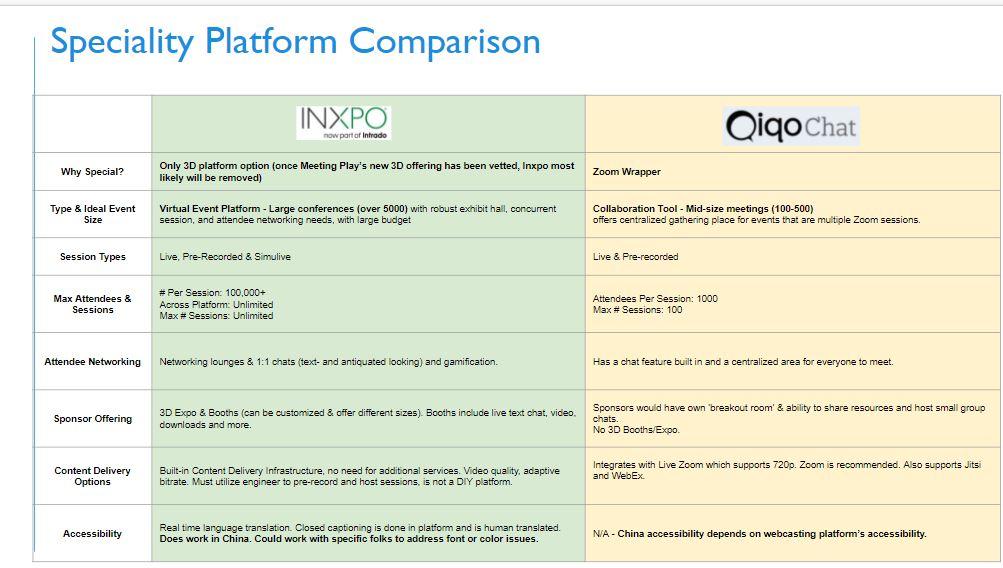 Speciality Platform Comparison
INXPO
now part of Intrado
QiqoChat
Why Special?
Only 3D platform option (once Meeting Play's new 3D offering has been vetted, Inxpo most
likely will be removed)
Zoom Wrapper
Type & Ideal Event
Size
Virtual Event Platform - Large conferences (over 5000) with robust exhibit hall, concurrent
session, and attendee networking needs, with large budget
Collaboration Tool - Mid-size meetings (100-500)
offers centralized gathering place for events that are multiple Zoom sessions.
Session Types
Live, Pre-Recorded & Simulive
Live & Pre-recorded
Max Attendees &
Sessions
# Per Session: 100,000+
Across Platform: Unlimited
Max # Sessions: Unlimited
Attendees Per Session: 1000
Max # Sessions: 100
Attendee Networking
Networking lounges & 1:1 chats (text- and antiquated looking) and gamification.
Has a chat feature built in and a centralized area for everyone to meet.
Sponsor Offering
3D Expo & Booths (can be customized & offer different sizes). Booths include live text chat, video,
downloads and more.
Sponsors would have own 'breakout room' & ability to share resources and host small group
chats.
No 3D Booths/Expo.
Content Delivery
Options
Built-in Content Delivery Infrastructure, no need for additional services. Video quality, adaptive
bitrate. Must utilize engineer to pre-record and host sessions, is not a DIY platform.
Integrates with Live Zoom which supports 720p. Zoom is recommended. Also supports Jitsi
and WebEx.
Accessibility
Real time language translation. Closed captioning is done in platform and is human translated.
Does work in China. Could work with specific folks to address font or color issues.
N/A - China accessibility depends on webcasting platform's accessibility.